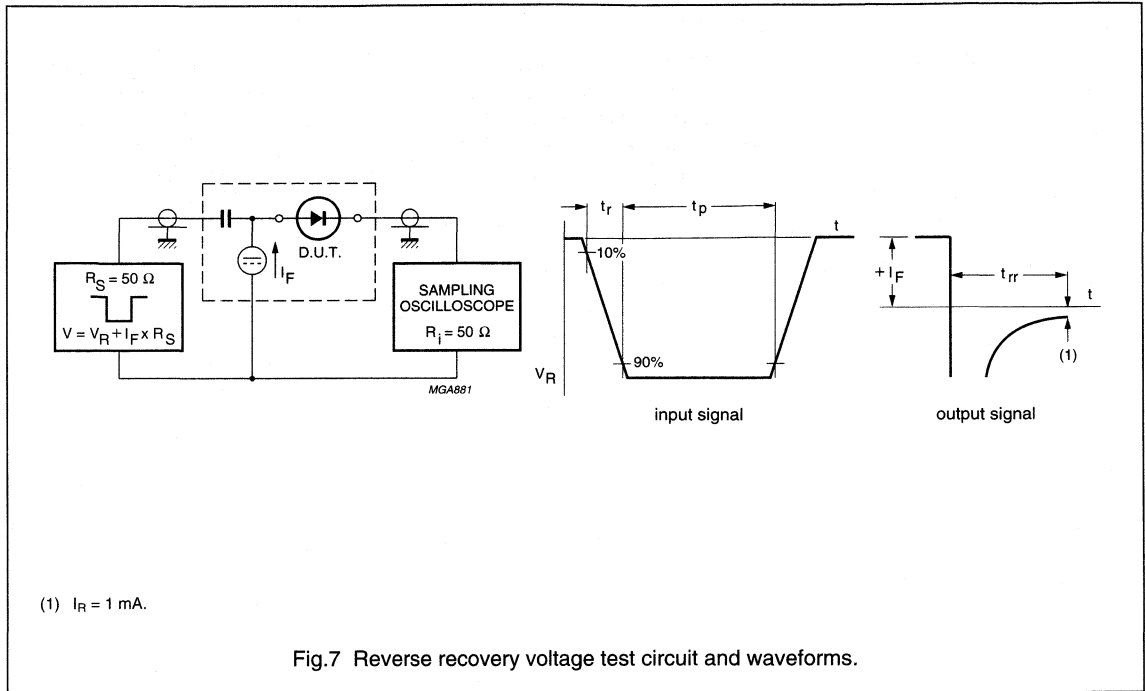 R_S = 50 Ω
V = V_R + I_F x R_S
I_F
D.U.T.
SAMPLING
OSCILLOSCOPE
R_i = 50 Ω
MGA881
t_r
t_p
t
10%
90%
V_R
input signal
+ I_F
t_rr
t
(1)
output signal
(1) I_R = 1 mA.
Fig.7 Reverse recovery voltage test circuit and waveforms.